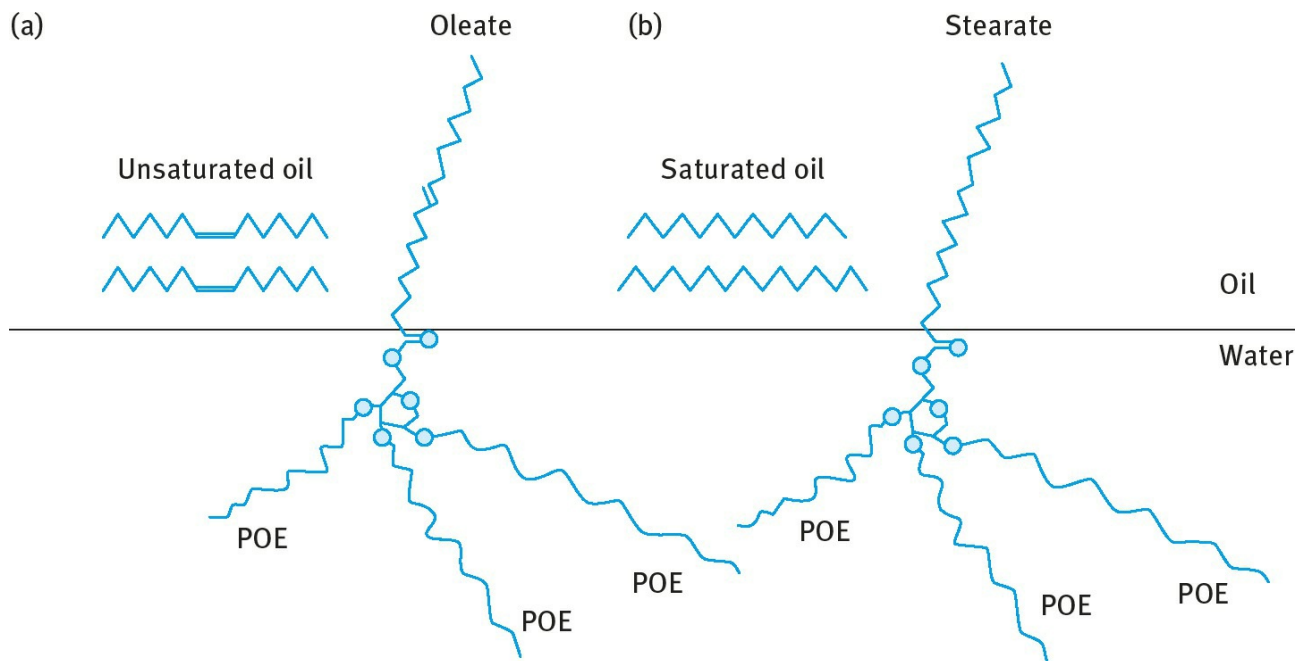 (a)
Oleate
Unsaturated oil
POE
POE
POE
(b)
Stearate
Saturated oil
Oil
Water
POE
POE
POE